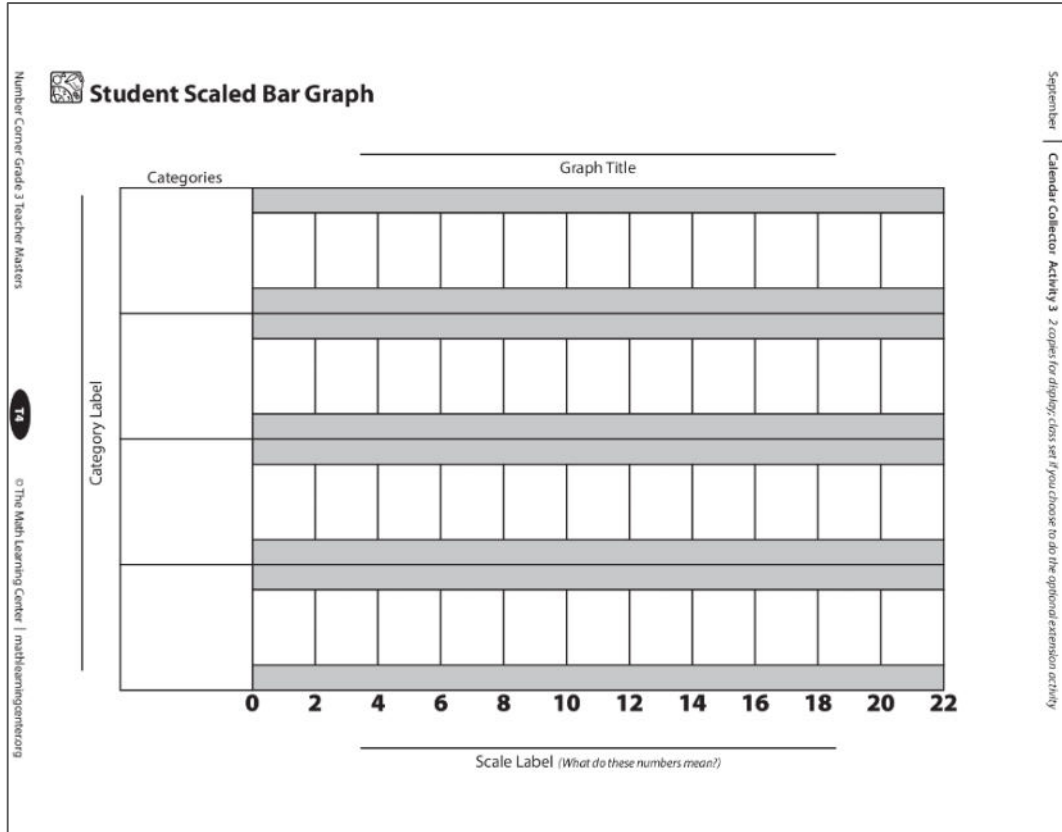 Student Scaled Bar Graph
Graph Title
Categories
Category Label
0 2 4 6 8 10 12 14 16 18 20 22
Scale Label (What do these numbers mean?)
Number Corner Grade 3 Teacher Masters
T4
© The Math Learning Center | mathlearningcenter.org
September | Calendar Collector Activity 3 2 copies for display; class set if you choose to do the optional extension activity